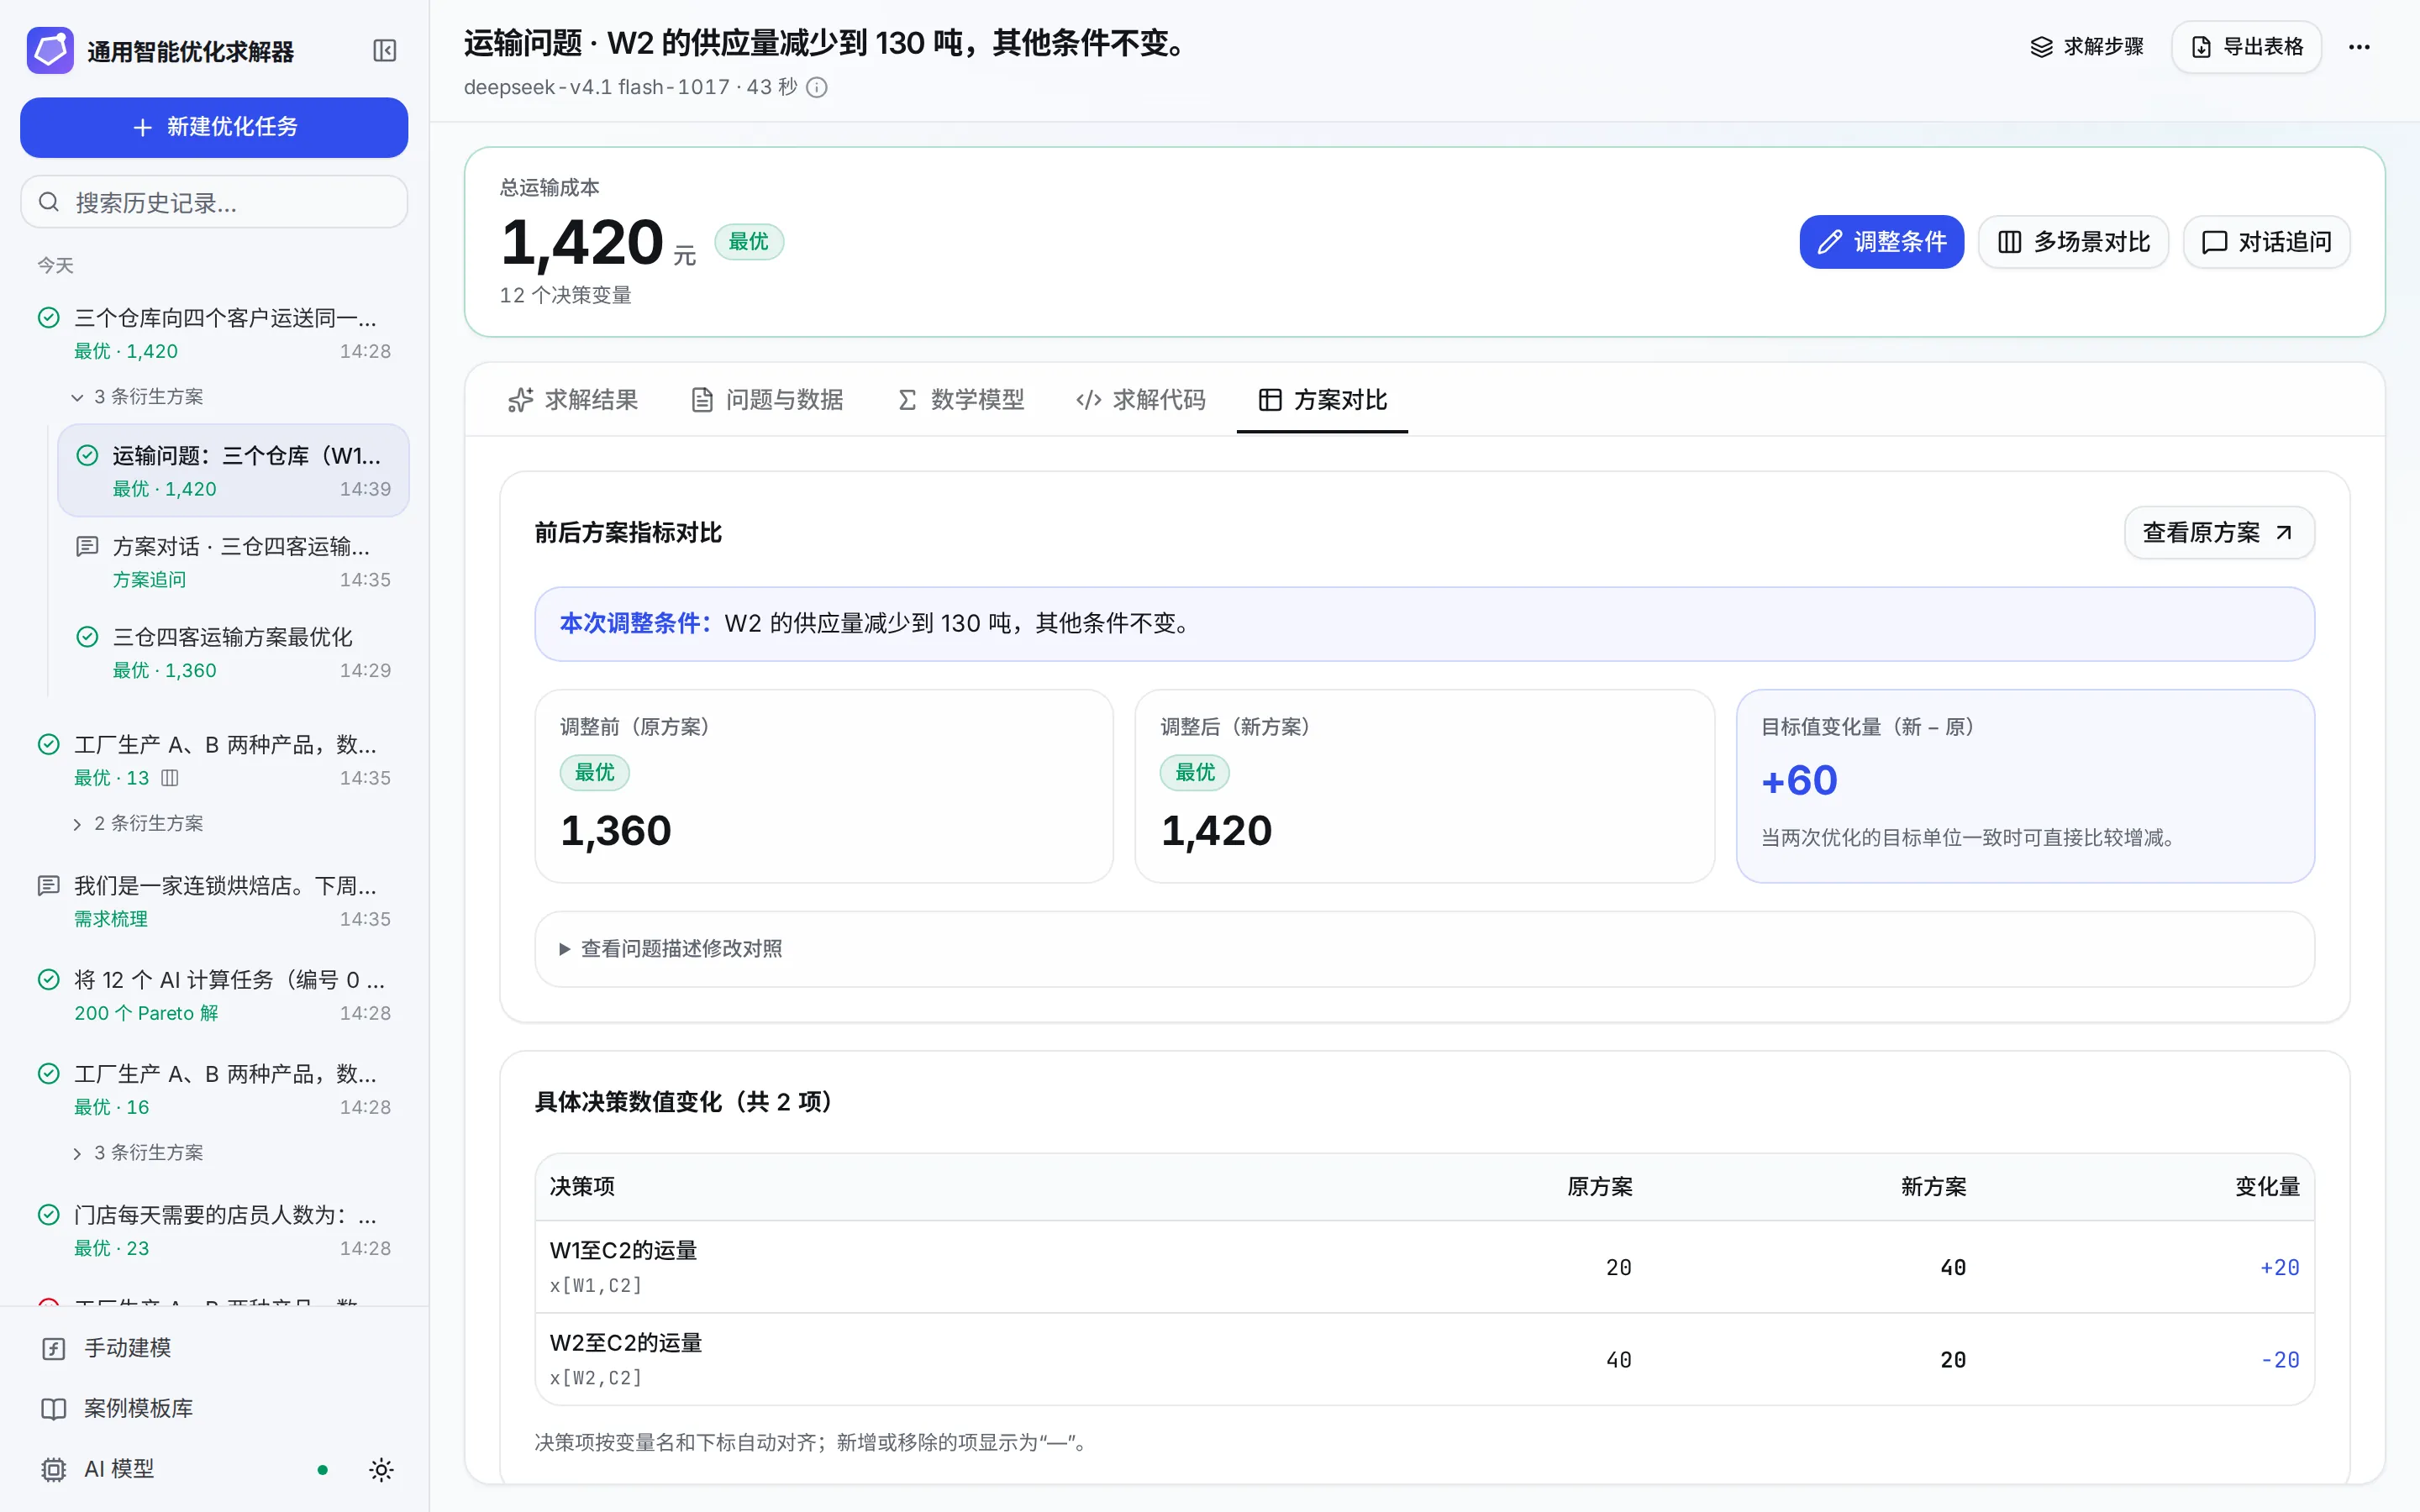 通用智能优化求解器
新建优化任务
搜索历史记录...
今天
三个仓库向四个客户运送同一...
最优 · 1,420 14:28
3 条衍生方案
运输问题：三个仓库（W1...
最优 · 1,420 14:39
方案对话 · 三仓四客运输...
方案追问 14:35
三仓四客运输方案最优化
最优 · 1,360 14:29
工厂生产 A、B 两种产品，数...
最优 · 13 14:35
2 条衍生方案
我们是一家连锁烘焙店。下周...
需求梳理 14:35
将 12 个 AI 计算任务（编号 0 ...
200 个 Pareto 解 14:28
工厂生产 A、B 两种产品，数...
最优 · 16 14:28
3 条衍生方案
门店每天需要的店员人数为：...
最优 · 23 14:28
手动建模
案例模板库
AI 模型
运输问题 · W2 的供应量减少到 130 吨，其他条件不变。
deepseek-v4.1 flash-1017 · 43 秒
求解步骤
导出表格
总运输成本
1,420 元 最优
12 个决策变量
调整条件
多场景对比
对话追问
求解结果
问题与数据
数学模型
求解代码
方案对比
前后方案指标对比
查看原方案
本次调整条件：W2 的供应量减少到 130 吨，其他条件不变。
调整前（原方案）
最优
1,360
调整后（新方案）
最优
1,420
目标值变化量（新 – 原）
+60
当两次优化的目标单位一致时可直接比较增减。
查看问题描述修改对照
具体决策数值变化（共 2 项）
决策项 原方案 新方案 变化量
W1至C2的运量
x[W1,C2]
20 40 +20
W2至C2的运量
x[W2,C2]
40 20 -20
决策项按变量名和下标自动对齐；新增或移除的项显示为“—”。